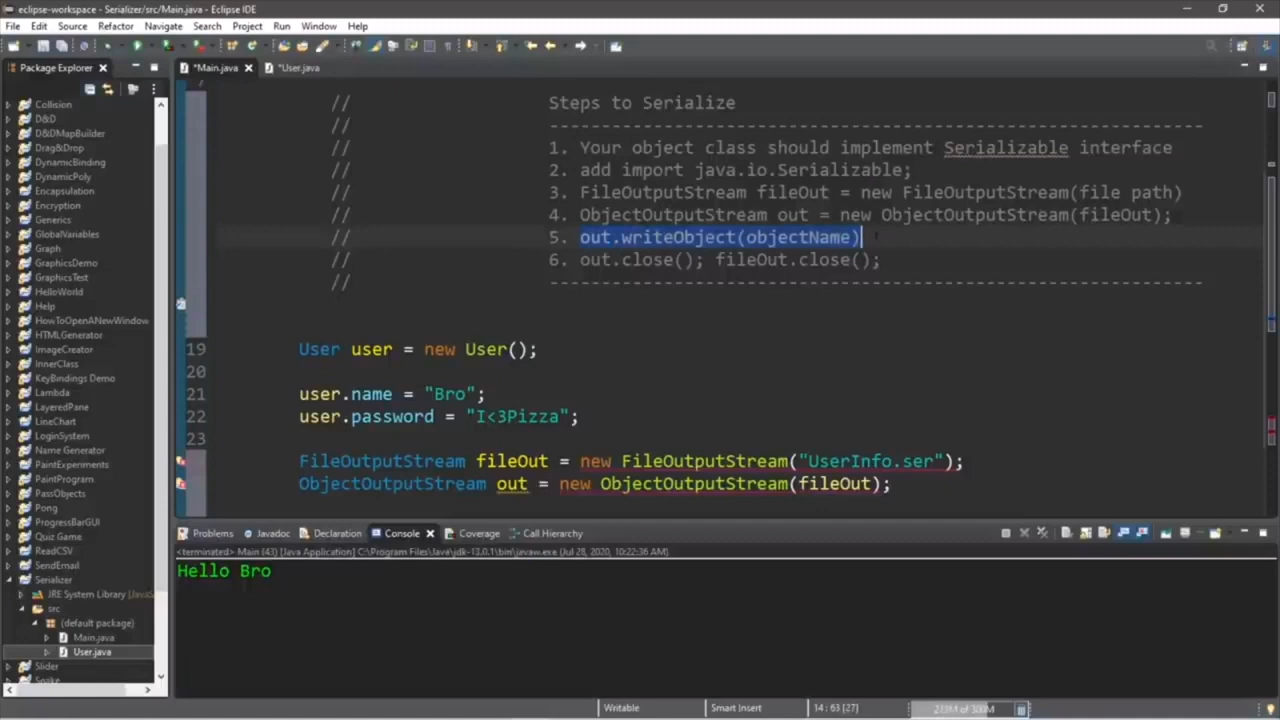 eclipse-workspace - Serializer/src/Main.java - Eclipse IDE
File Edit Source Refactor Navigate Search Project Run Window Help
Package Explorer
*Main.java
*User.java
Collision
D&D
D&DMapBuilder
Drag&Drop
DynamicBinding
DynamicPoly
Encapsulation
Encryption
Generics
GlobalVariables
Graph
GraphicsDemo
GraphicsTest
HelloWorld
Help
HowToOpenANewWindow
HTMLGenerator
ImageCreator
InnerClass
KeyBindings Demo
Lambda
LayeredPane
LineChart
LoginSystem
Name Generator
PaintExperiments
PaintProgram
PassObjects
Pong
ProgressBarGUI
Quiz Game
ReadCSV
SendEmail
Serializer
JRE System Library [JavaS
src
(default package)
Main.java
User.java
Slider
Snake
7
// Steps to Serialize
// ---------------------------------------------------------------
// 1. Your object class should implement Serializable interface
// 2. add import java.io.Serializable;
// 3. FileOutputStream fileOut = new FileOutputStream(file path)
// 4. ObjectOutputStream out = new ObjectOutputStream(fileOut);
// 5. out.writeObject(objectName)
// 6. out.close(); fileOut.close();
// ---------------------------------------------------------------
19 User user = new User();
20
21 user.name = "Bro";
22 user.password = "I<3Pizza";
23
FileOutputStream fileOut = new FileOutputStream("UserInfo.ser");
ObjectOutputStream out = new ObjectOutputStream(fileOut);
Problems Javadoc Declaration Console Coverage Call Hierarchy
<terminated> Main (43) [Java Application] C:\Program Files\Java\jdk-13.0.1\bin\javaw.exe (Jul 28, 2020, 10:22:36 AM)
Hello Bro
Writable Smart Insert 14 : 63 [27] 233M of 300M